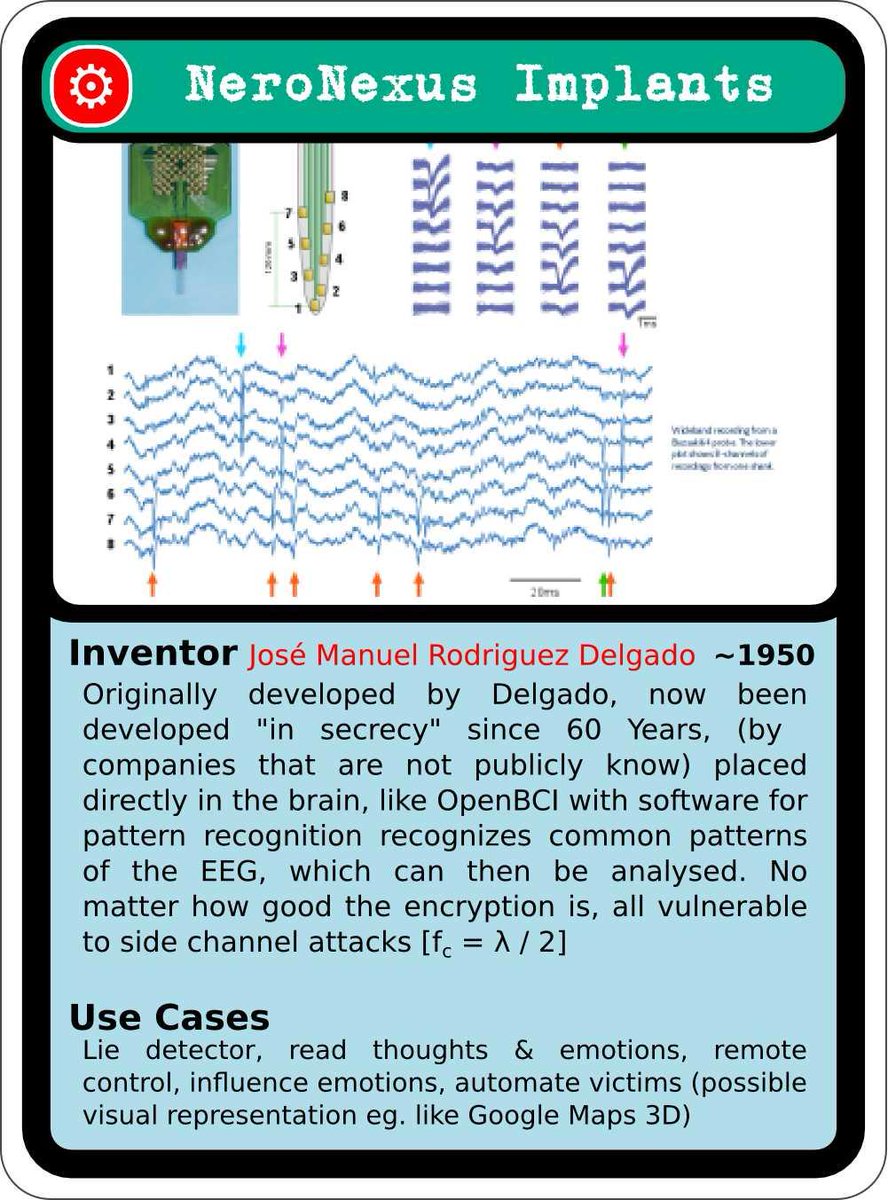 NeroNexus Implants
7
8
6
5
4
3
2
1
1ms
1
2
3
4
5
6
7
8
Wideband recording from a
Buzsaki64 probe. The lower
plot shows 8-channels of
recordings from one shank.
20ms
Inventor José Manuel Rodriguez Delgado ~1950
Originally developed by Delgado, now been
developed "in secrecy" since 60 Years, (by
companies that are not publicly know) placed
directly in the brain, like OpenBCI with software for
pattern recognition recognizes common patterns
of the EEG, which can then be analysed. No
matter how good the encryption is, all vulnerable
to side channel attacks [fc = λ / 2]
Use Cases
Lie detector, read thoughts & emotions, remote
control, influence emotions, automate victims (possible
visual representation eg. like Google Maps 3D)